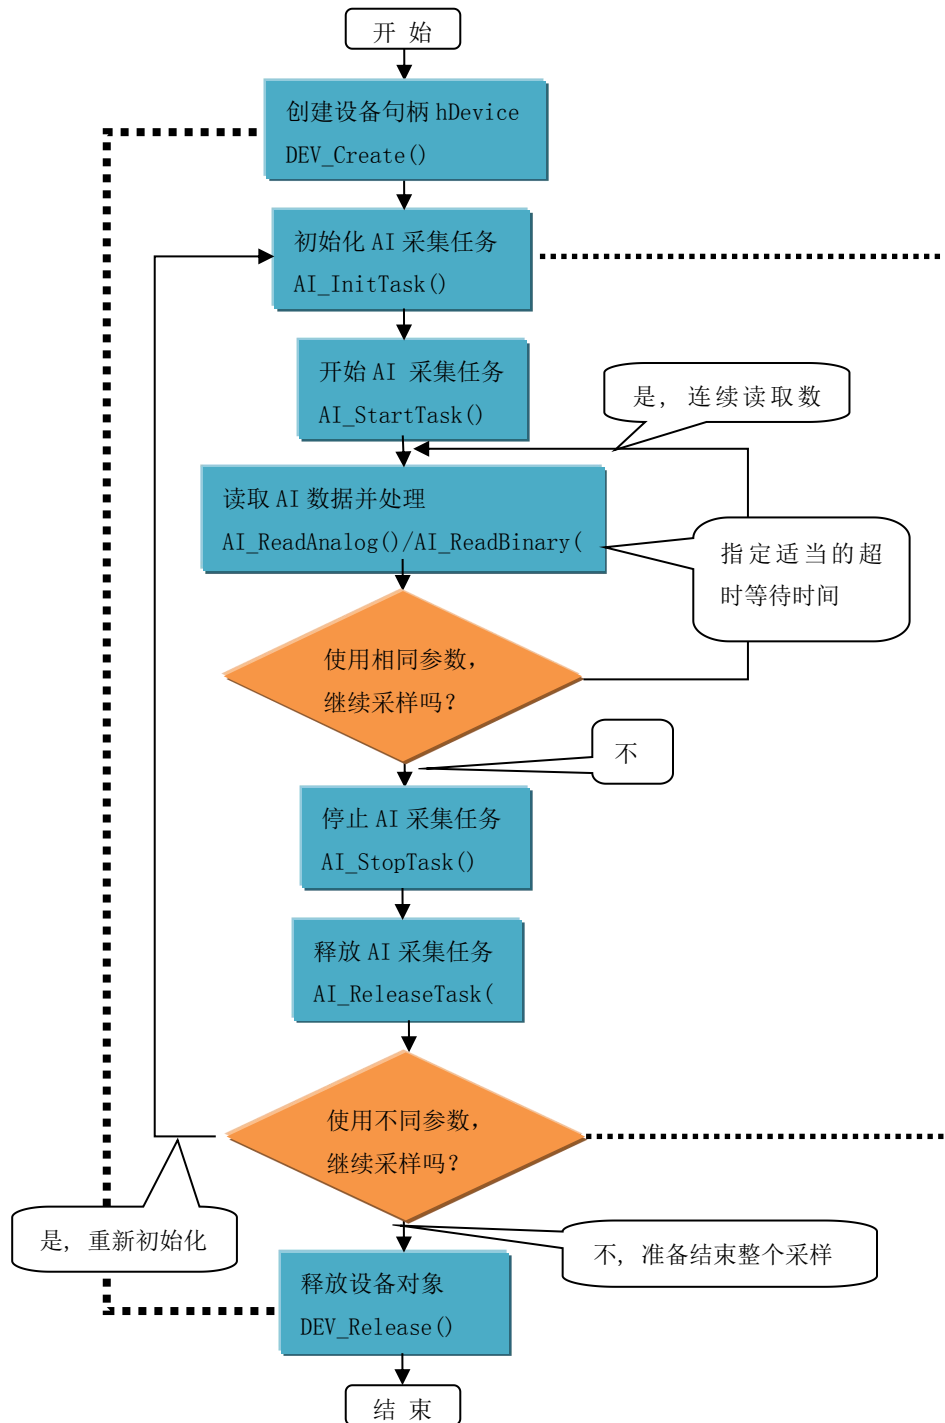 开 始
创建设备句柄 hDevice
DEV_Create()
初始化 AI 采集任务
AI_InitTask()
开始 AI 采集任务
AI_StartTask()
是, 连续读取数
读取 AI 数据并处理
AI_ReadAnalog()/AI_ReadBinary(
指定适当的超
时等待时间
使用相同参数,
继续采样吗?
不
停止 AI 采集任务
AI_StopTask()
释放 AI 采集任务
AI_ReleaseTask(
使用不同参数,
继续采样吗?
是, 重新初始化
不, 准备结束整个采样
释放设备对象
DEV_Release()
结 束